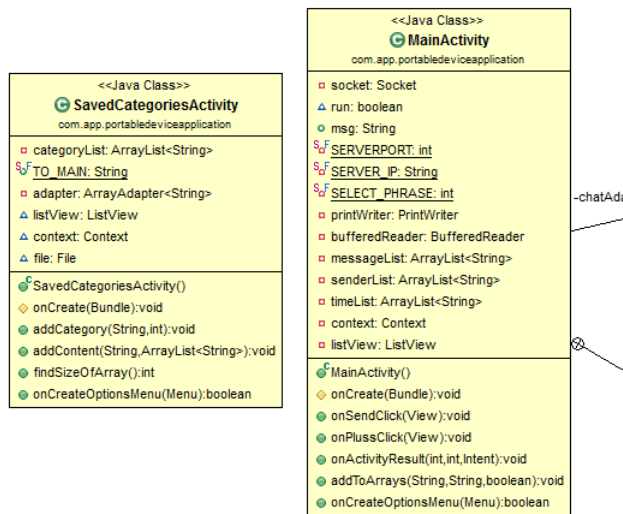 <<Java Class>>
SavedCategoriesActivity
com.app.portabledeviceapplication
categoryList: ArrayList<String>
TO_MAIN: String
adapter: ArrayAdapter<String>
listView: ListView
context: Context
file: File
SavedCategoriesActivity()
onCreate(Bundle):void
addCategory(String,int):void
addContent(String,ArrayList<String>):void
findSizeOfArray():int
onCreateOptionsMenu(Menu):boolean
<<Java Class>>
MainActivity
com.app.portabledeviceapplication
socket: Socket
run: boolean
msg: String
SERVERPORT: int
SERVER_IP: String
SELECT_PHRASE: int
printWriter: PrintWriter
bufferedReader: BufferedReader
messageList: ArrayList<String>
senderList: ArrayList<String>
timeList: ArrayList<String>
context: Context
listView: ListView
MainActivity()
onCreate(Bundle):void
onSendClick(View):void
onPlussClick(View):void
onActivityResult(int,int,Intent):void
addToArrays(String,String,boolean):void
onCreateOptionsMenu(Menu):boolean
-chatAda